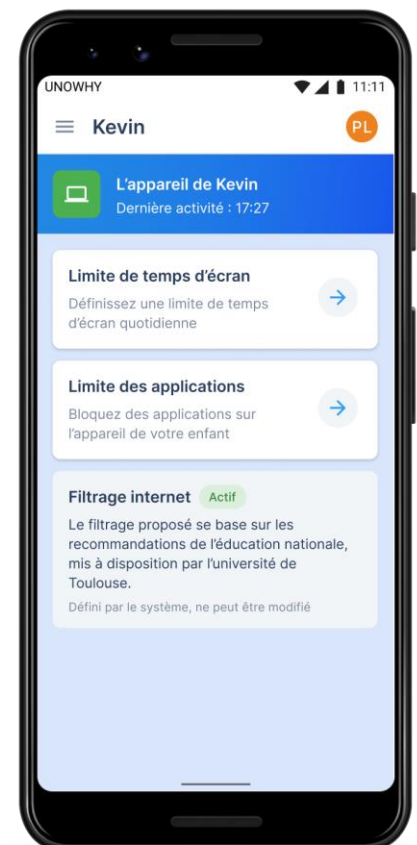 UNOWHY 11:11
Kevin PL
L'appareil de Kevin
Dernière activité : 17:27
Limite de temps d'écran
Définissez une limite de temps
d'écran quotidienne
Limite des applications
Bloquez des applications sur
l'appareil de votre enfant
Filtrage internet Actif
Le filtrage proposé se base sur les
recommandations de l'éducation nationale,
mis à disposition par l'université de
Toulouse.
Défini par le système, ne peut être modifié